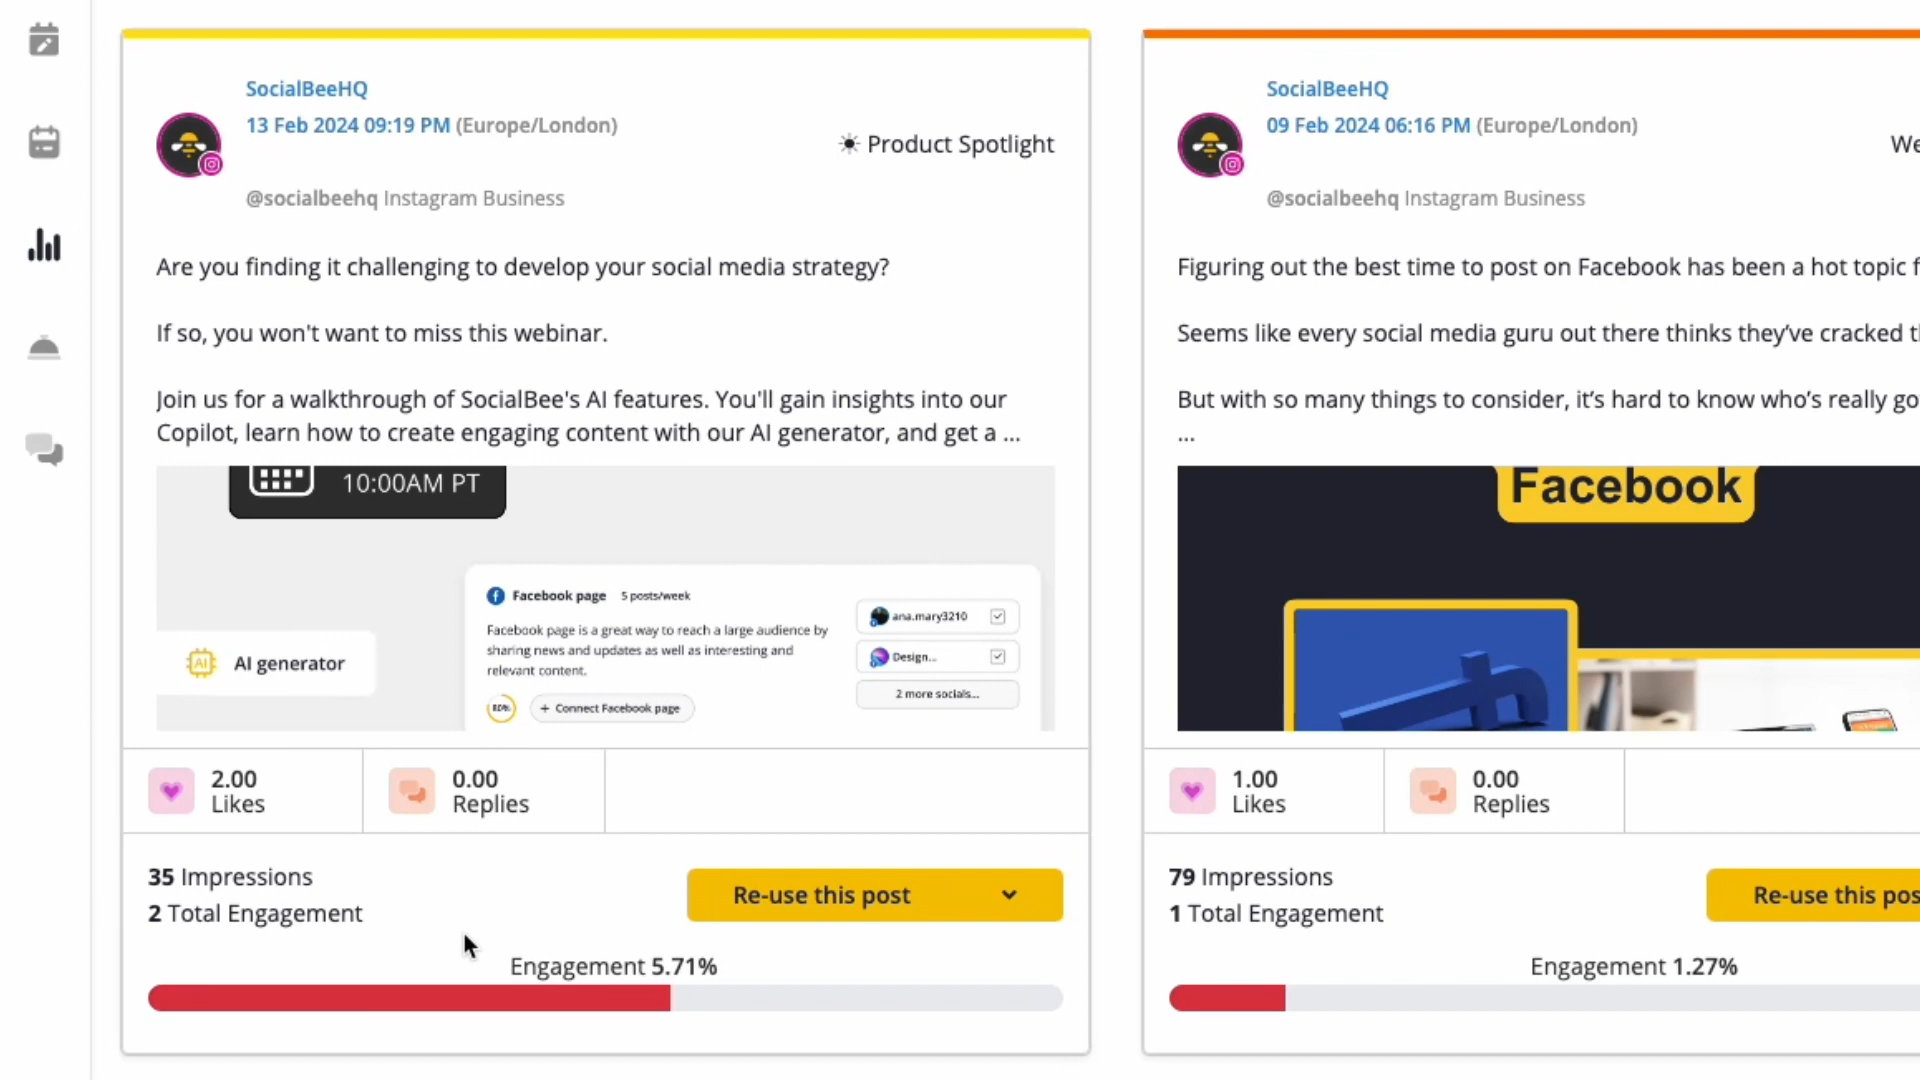 SocialBeeHQ
13 Feb 2024 09:19 PM (Europe/London)
Product Spotlight
@socialbeehq Instagram Business
Are you finding it challenging to develop your social media strategy?
If so, you won't want to miss this webinar.
Join us for a walkthrough of SocialBee's AI features. You'll gain insights into our
Copilot, learn how to create engaging content with our AI generator, and get a ...
10:00AM PT
Facebook page 5 posts/week
Facebook page is a great way to reach a large audience by
sharing news and updates as well as interesting and
relevant content.
80%
+ Connect Facebook page
ana.mary3210
Design...
2 more socials...
AI AI generator
2.00
Likes
0.00
Replies
35 Impressions
2 Total Engagement
Re-use this post
Engagement 5.71%
SocialBeeHQ
09 Feb 2024 06:16 PM (Europe/London)
We
@socialbeehq Instagram Business
Figuring out the best time to post on Facebook has been a hot topic f
Seems like every social media guru out there thinks they’ve cracked t
But with so many things to consider, it’s hard to know who’s really go
...
Facebook
1.00
Likes
0.00
Replies
79 Impressions
1 Total Engagement
Re-use this pos
Engagement 1.27%